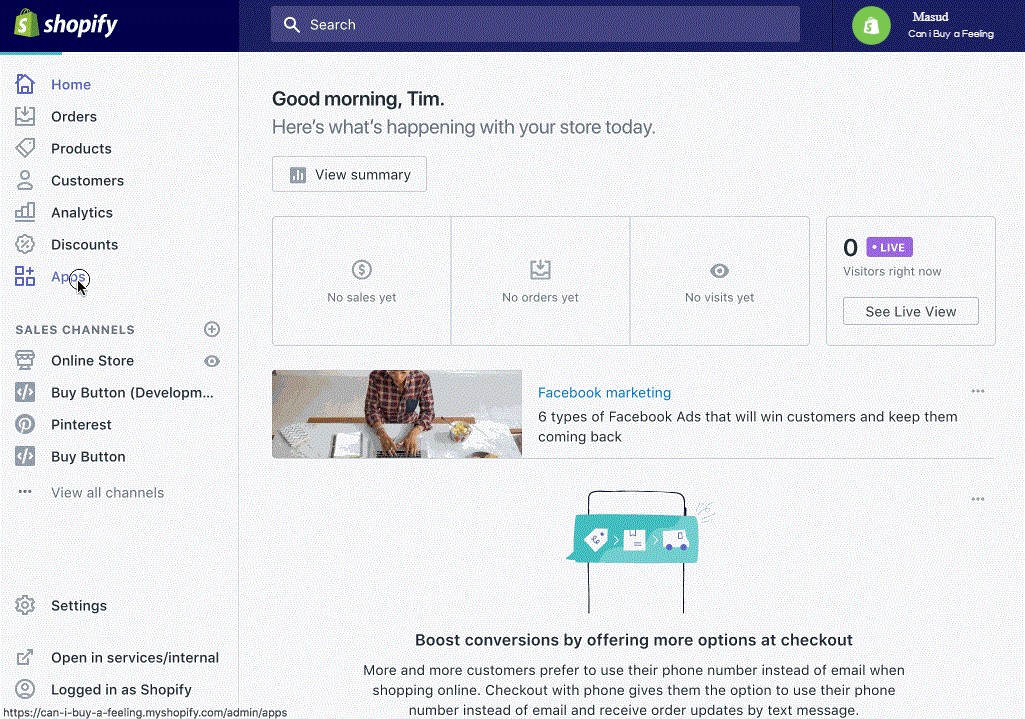 shopify
Search
Masud
Can i Buy a Feeling
Home
Orders
Products
Customers
Analytics
Discounts
Apps
SALES CHANNELS
Online Store
Buy Button (Developm...
Pinterest
Buy Button
View all channels
Settings
Open in services/internal
Logged in as Shopify
https://can-i-buy-a-feeling.myshopify.com/admin/apps
Good morning, Tim.
Here's what's happening with your store today.
View summary
No sales yet
No orders yet
No visits yet
0 • LIVE
Visitors right now
See Live View
Facebook marketing
6 types of Facebook Ads that will win customers and keep them
coming back
Boost conversions by offering more options at checkout
More and more customers prefer to use their phone number instead of email when
shopping online. Checkout with phone gives them the option to use their phone
number instead of email and receive order updates by text message.